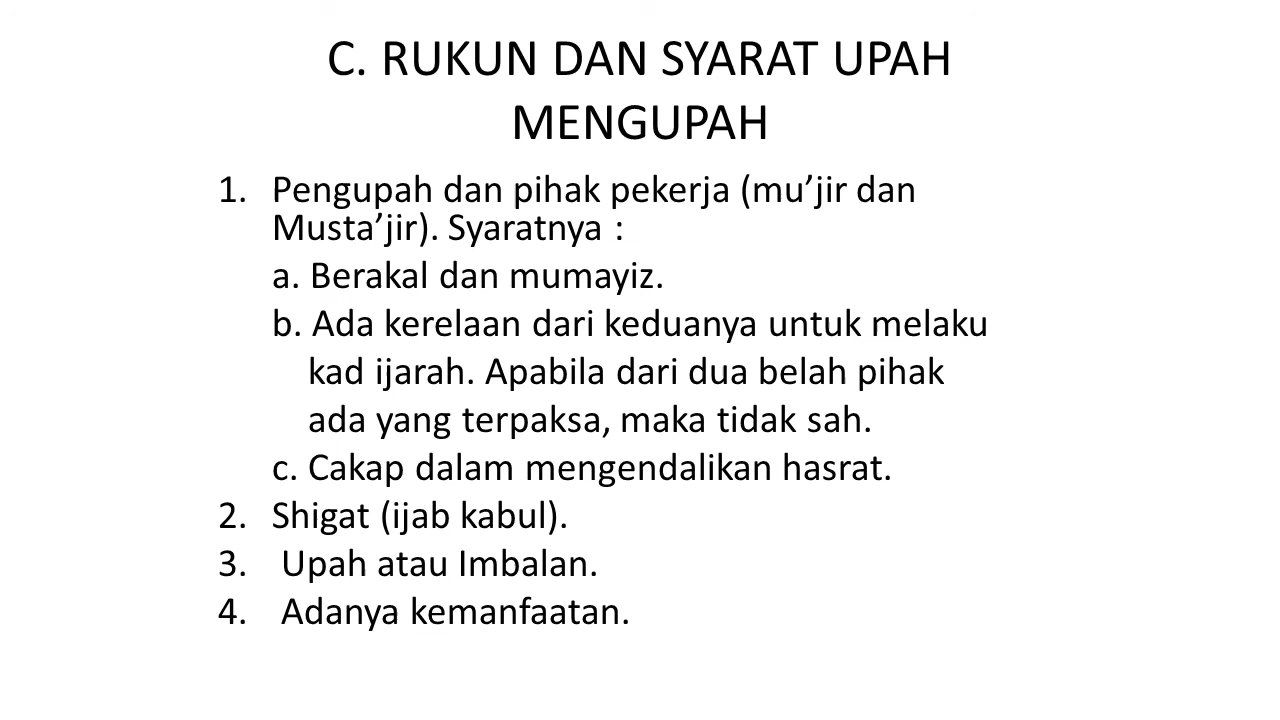 C. RUKUN DAN SYARAT UPAH
MENGUPAH
1. Pengupah dan pihak pekerja (mu’jir dan
Musta’jir). Syaratnya :
a. Berakal dan mumayiz.
b. Ada kerelaan dari keduanya untuk melaku
kad ijarah. Apabila dari dua belah pihak
ada yang terpaksa, maka tidak sah.
c. Cakap dalam mengendalikan hasrat.
2. Shigat (ijab kabul).
3. Upah atau Imbalan.
4. Adanya kemanfaatan.